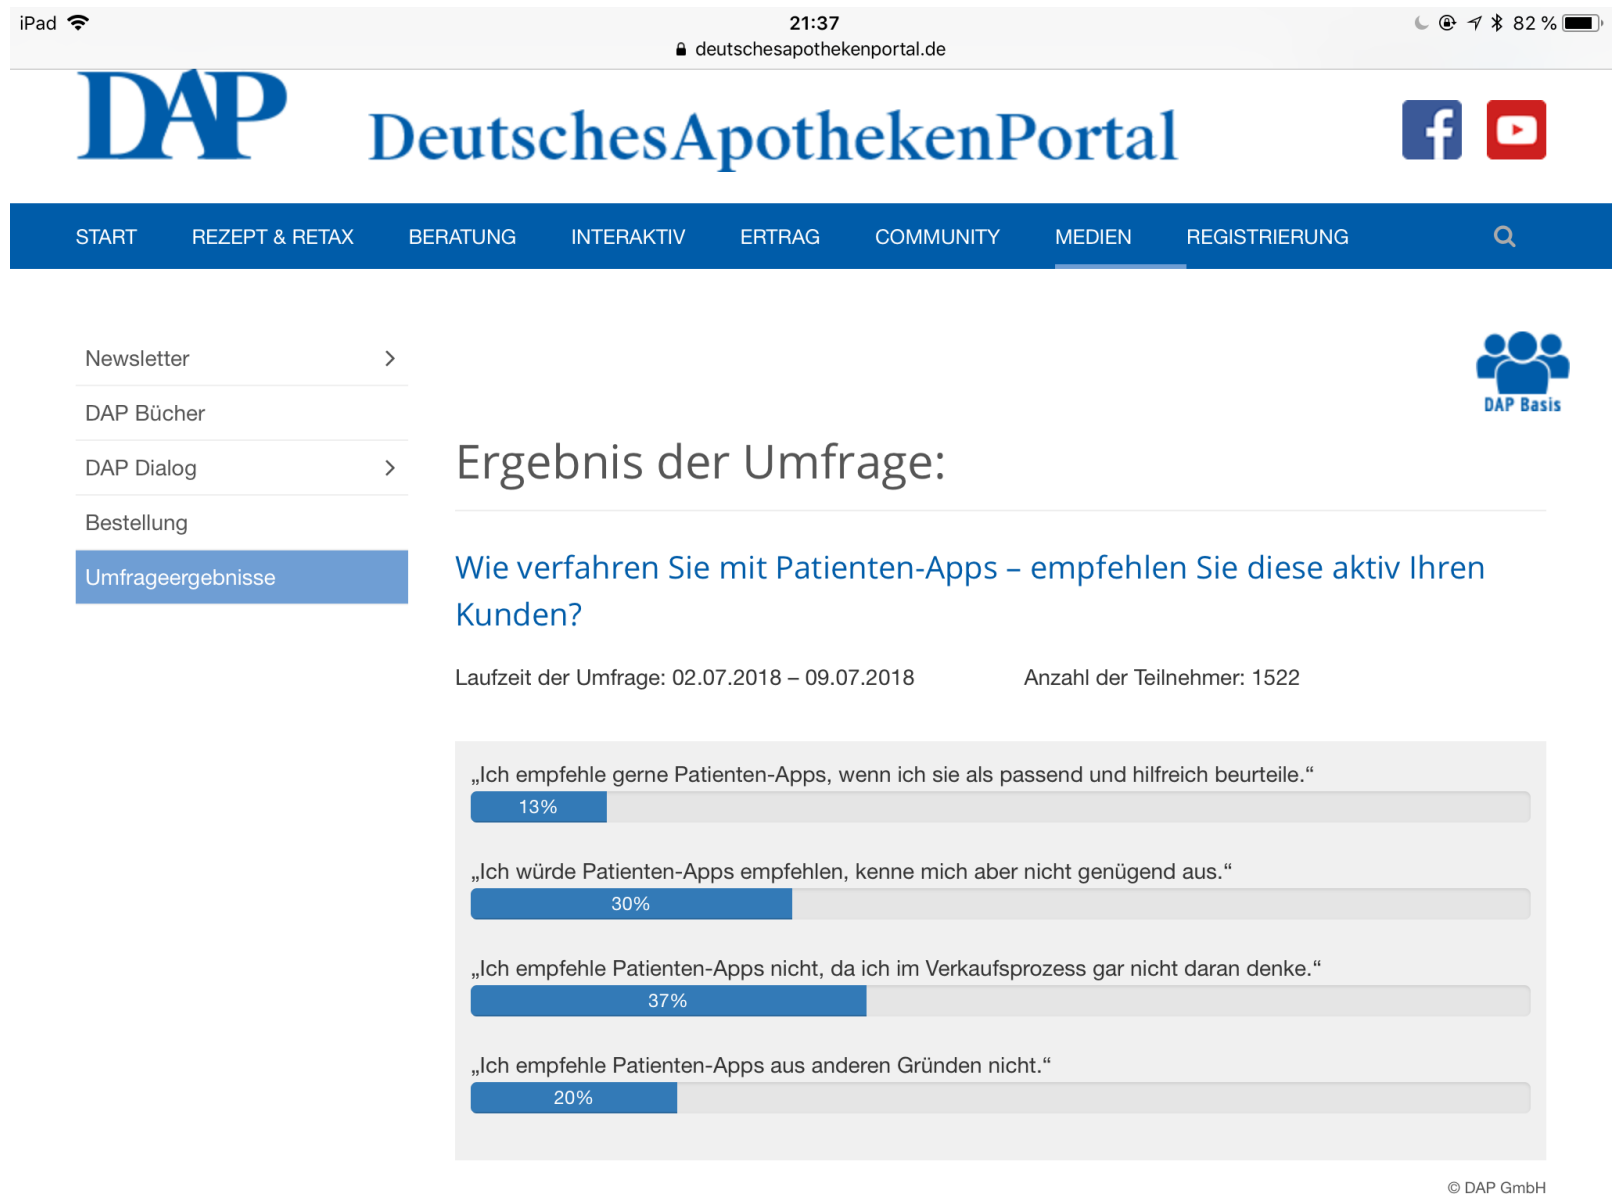 iPad
21:37
82 %
deutschesapothekenportal.de
DAP
DeutschesApothekenPortal
START REZEPT & RETAX BERATUNG INTERAKTIV ERTRAG COMMUNITY MEDIEN REGISTRIERUNG
Newsletter
DAP Bücher
DAP Dialog
Bestellung
Umfrageergebnisse
DAP Basis
Ergebnis der Umfrage:
Wie verfahren Sie mit Patienten-Apps – empfehlen Sie diese aktiv Ihren
Kunden?
Laufzeit der Umfrage: 02.07.2018 – 09.07.2018 Anzahl der Teilnehmer: 1522
„Ich empfehle gerne Patienten-Apps, wenn ich sie als passend und hilfreich beurteile.“
13%
„Ich würde Patienten-Apps empfehlen, kenne mich aber nicht genügend aus.“
30%
„Ich empfehle Patienten-Apps nicht, da ich im Verkaufsprozess gar nicht daran denke.“
37%
„Ich empfehle Patienten-Apps aus anderen Gründen nicht.“
20%
© DAP GmbH